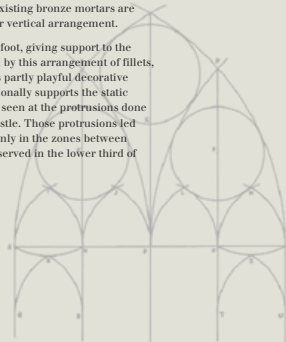 xisting bronze mortars are
r vertical arrangement.
foot, giving support to the
by this arrangement of fillets,
partly playful decorative
onally supports the static
seen at the protrusions done
stle. Those protrusions led
nly in the zones between
served in the lower third of